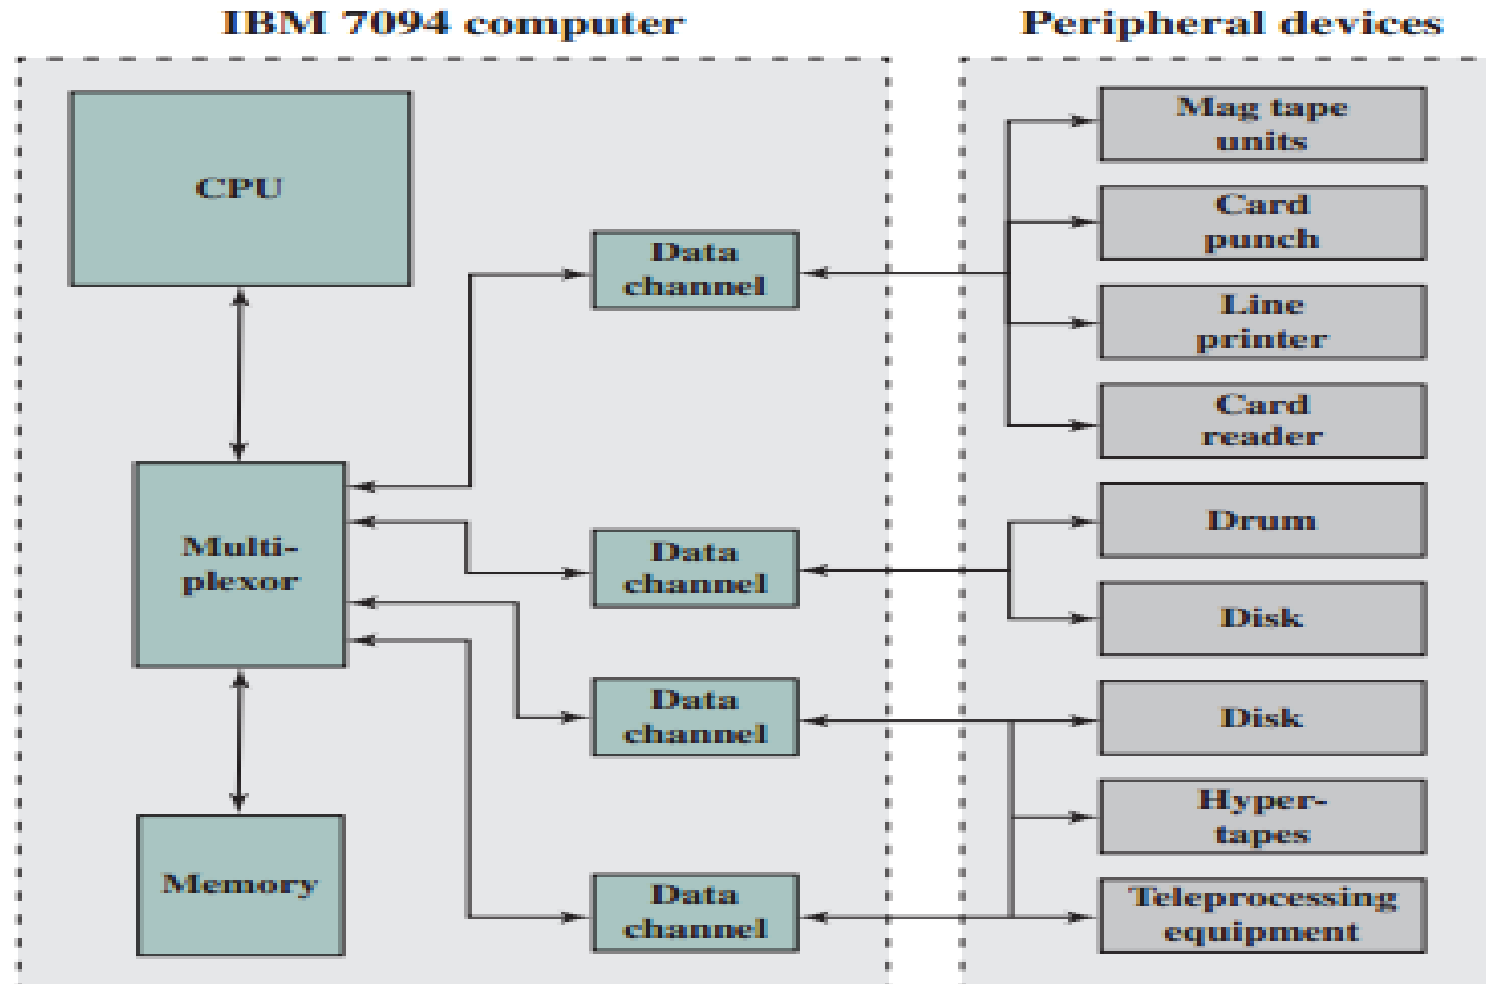 IBM 7094 computer
Peripheral devices
CPU
Multi-
plexor
Memory
Data
channel
Data
channel
Data
channel
Data
channel
Mag tape
units
Card
punch
Line
printer
Card
reader
Drum
Disk
Disk
Hyper-
tapes
Teleprocessing
equipment